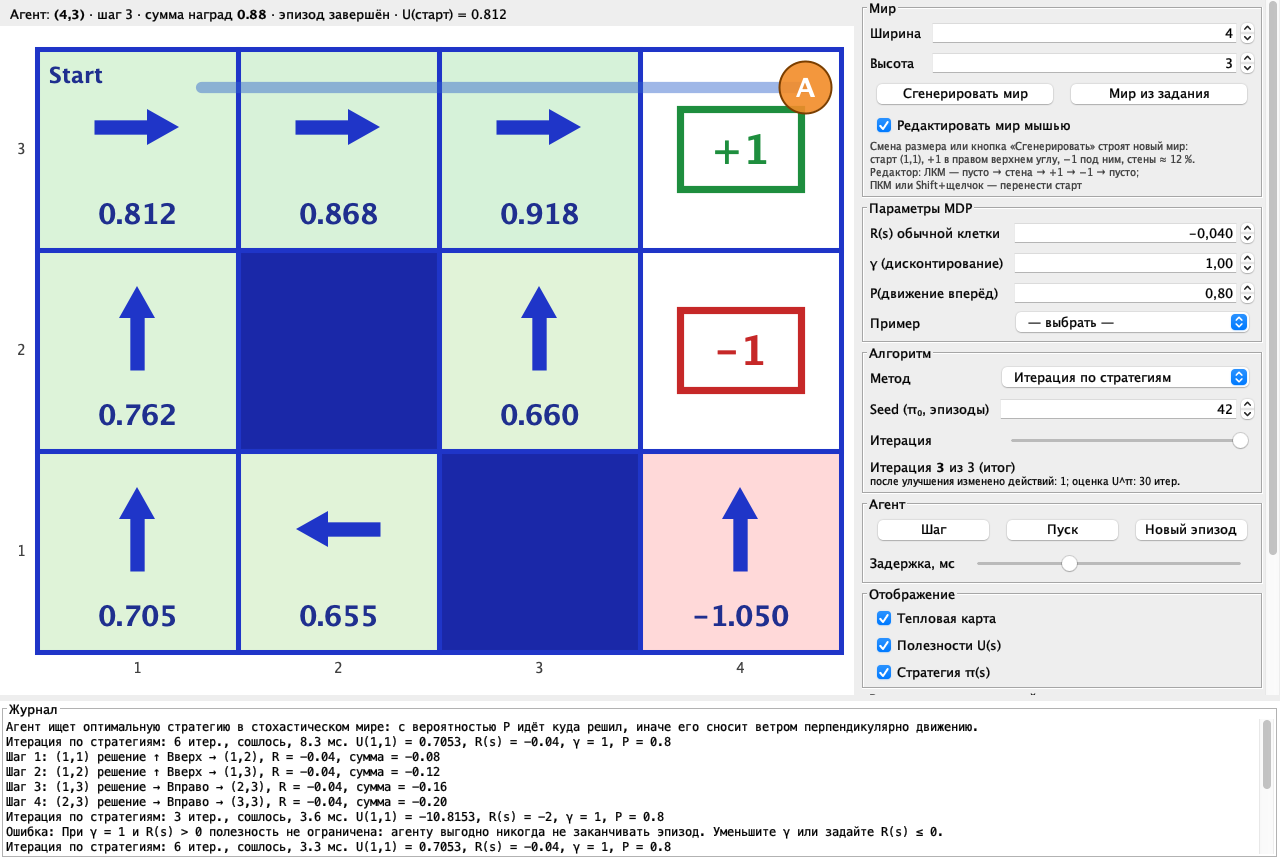 Агент: (4,3) · шаг 3 · сумма наград 0.88 · эпизод завершён · U(старт) = 0.812
Start
A
3
+1
0.812
0.868
0.918
2
−1
0.762
0.660
1
0.705
0.655
−1.050
1
2
3
4
Мир
Ширина
4
Высота
3
Сгенерировать мир
Мир из задания
Редактировать мир мышью
Смена размера или кнопка «Сгенерировать» строят новый мир:
старт (1,1), +1 в правом верхнем углу, −1 под ним, стены ≈ 12 %.
Редактор: ЛКМ — пусто → стена → +1 → −1 → пусто;
ПКМ или Shift+щелчок — перенести старт
Параметры MDP
R(s) обычной клетки
−0,040
γ (дисконтирование)
1,00
P(движение вперёд)
0,80
Пример
— выбрать —
Алгоритм
Метод
Итерация по стратегиям
Seed (π₀, эпизоды)
42
Итерация
Итерация 3 из 3 (итог)
после улучшения изменено действий: 1; оценка U^π: 30 итер.
Агент
Шаг
Пуск
Новый эпизод
Задержка, мс
Отображение
Тепловая карта
Полезности U(s)
Стратегия π(s)
Журнал
Агент ищет оптимальную стратегию в стохастическом мире: с вероятностью P идёт куда решил, иначе его сносит ветром перпендикулярно движению.
Итерация по стратегиям: 6 итер., сошлось, 8.3 мс. U(1,1) = 0.7053, R(s) = −0.04, γ = 1, P = 0.8
Шаг 1: (1,1) решение ↑ Вверх → (1,2), R = −0.04, сумма = −0.08
Шаг 2: (1,2) решение ↑ Вверх → (1,3), R = −0.04, сумма = −0.12
Шаг 3: (1,3) решение → Вправо → (2,3), R = −0.04, сумма = −0.16
Шаг 4: (2,3) решение → Вправо → (3,3), R = −0.04, сумма = −0.20
Итерация по стратегиям: 3 итер., сошлось, 3.6 мс. U(1,1) = −10.8153, R(s) = −2, γ = 1, P = 0.8
Ошибка: При γ = 1 и R(s) > 0 полезность не ограничена: агенту выгодно никогда не заканчивать эпизод. Уменьшите γ или задайте R(s) ≤ 0.
Итерация по стратегиям: 6 итер., сошлось, 3.3 мс. U(1,1) = 0.7053, R(s) = −0.04, γ = 1, P = 0.8